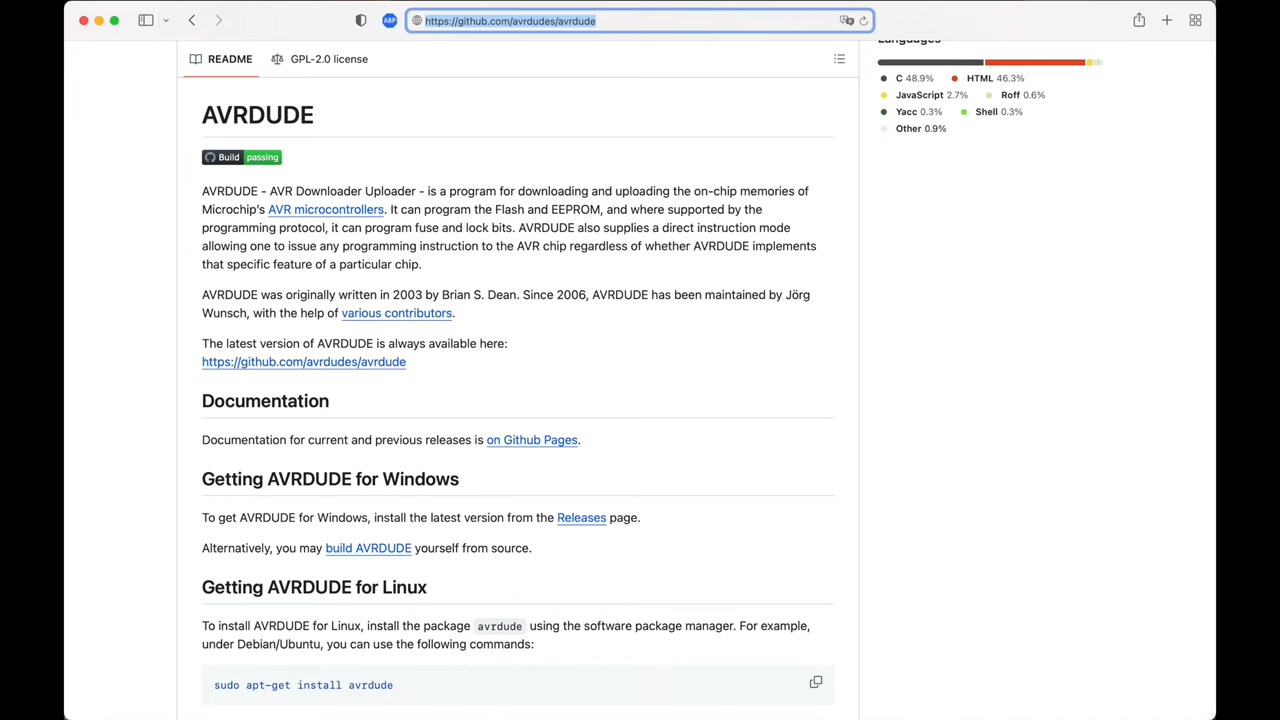 ABP
https://github.com/avrdudes/avrdude
README
GPL-2.0 license
Languages
C 48.9%
HTML 46.3%
JavaScript 2.7%
Roff 0.6%
Yacc 0.3%
Shell 0.3%
Other 0.9%
AVRDUDE
Build passing
AVRDUDE - AVR Downloader Uploader - is a program for downloading and uploading the on-chip memories of
Microchip's AVR microcontrollers. It can program the Flash and EEPROM, and where supported by the
programming protocol, it can program fuse and lock bits. AVRDUDE also supplies a direct instruction mode
allowing one to issue any programming instruction to the AVR chip regardless of whether AVRDUDE implements
that specific feature of a particular chip.
AVRDUDE was originally written in 2003 by Brian S. Dean. Since 2006, AVRDUDE has been maintained by Jörg
Wunsch, with the help of various contributors.
The latest version of AVRDUDE is always available here:
https://github.com/avrdudes/avrdude
Documentation
Documentation for current and previous releases is on Github Pages.
Getting AVRDUDE for Windows
To get AVRDUDE for Windows, install the latest version from the Releases page.
Alternatively, you may build AVRDUDE yourself from source.
Getting AVRDUDE for Linux
To install AVRDUDE for Linux, install the package avrdude using the software package manager. For example,
under Debian/Ubuntu, you can use the following commands:
sudo apt-get install avrdude